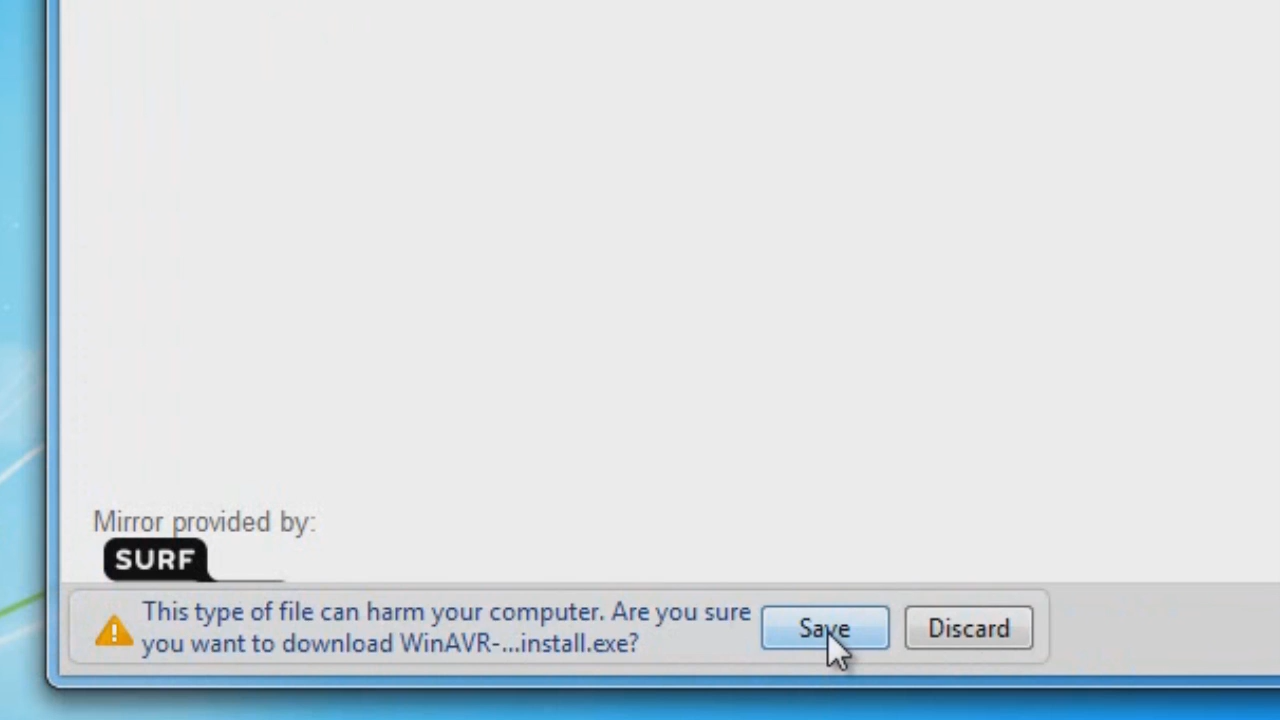 Mirror provided by:
SURF
This type of file can harm your computer. Are you sure
you want to download WinAVR-...install.exe?
Save
Discard